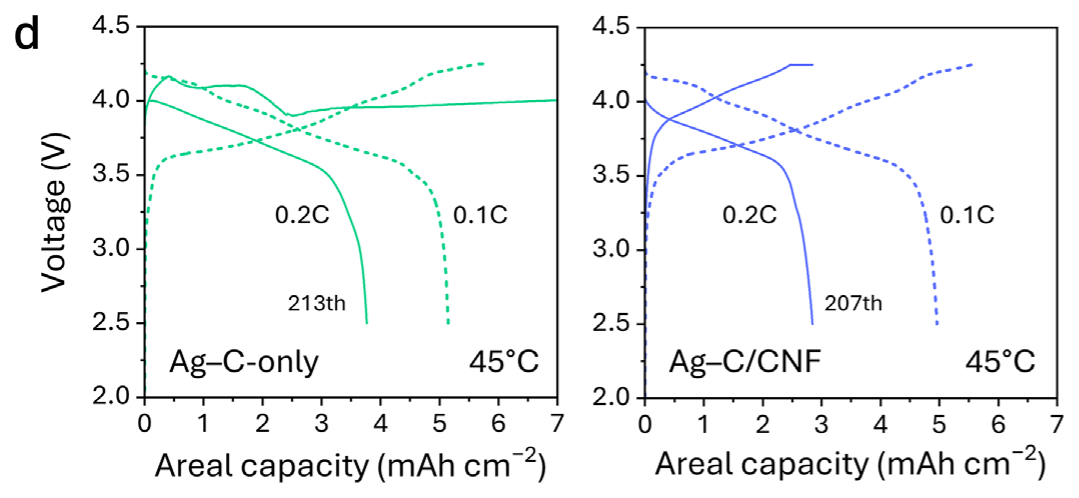 d
4.5
4.0
3.5
3.0
2.5
2.0
Voltage (V)
0.2C
0.1C
213th
Ag–C-only
45°C
0 1 2 3 4 5 6 7
Areal capacity (mAh cm⁻²)
4.5
4.0
3.5
3.0
2.5
2.0
0.2C
0.1C
207th
Ag–C/CNF
45°C
0 1 2 3 4 5 6 7
Areal capacity (mAh cm⁻²)